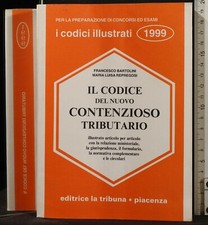 PER LA PREPARAZIONE DI CONCORSI ED ESAMI
i codici illustrati
1999
FRANCESCO BARTOLINI
MARIA LUISA REPREGOSI
IL CODICE
DEL NUOVO
CONTENZIOSO
TRIBUTARIO
illustrato articolo per articolo
con la relazione ministeriale,
la giurisprudenza, il formulario,
la normativa complementare
e le circolari
editrice la tribuna • piacenza